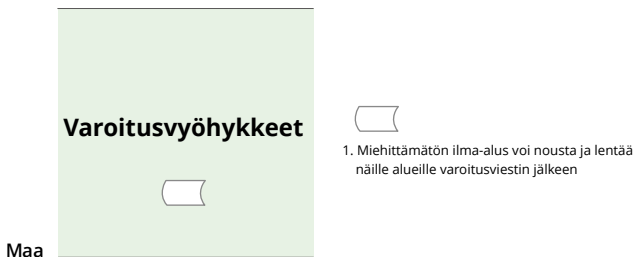 Varoitusvyöhykkeet
1. Miehittämätön ilma-alus voi nousta ja lentää
näille alueille varoitusviestin jälkeen
Maa